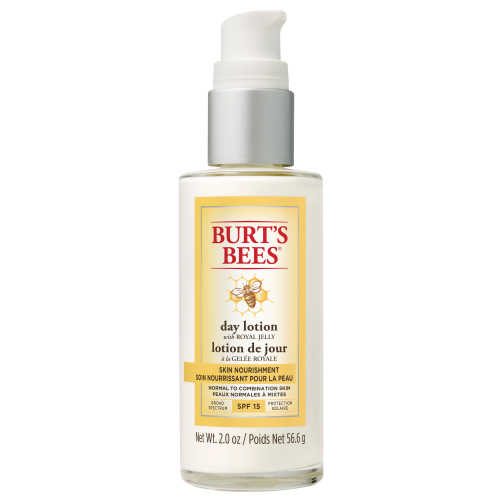 BURT'S
BEES
day lotion
with ROYAL JELLY
lotion de jour
à la GELÉE ROYALE
SKIN NOURISHMENT
SOIN NOURRISSANT POUR LA PEAU
NORMAL TO COMBINATION SKIN
PEAUX NORMALES À MIXTES
BROAD SPECTRUM SPF 15 PROTECTION SOLAIRE
Net Wt. 2.0 oz / Poids Net 56.6 g